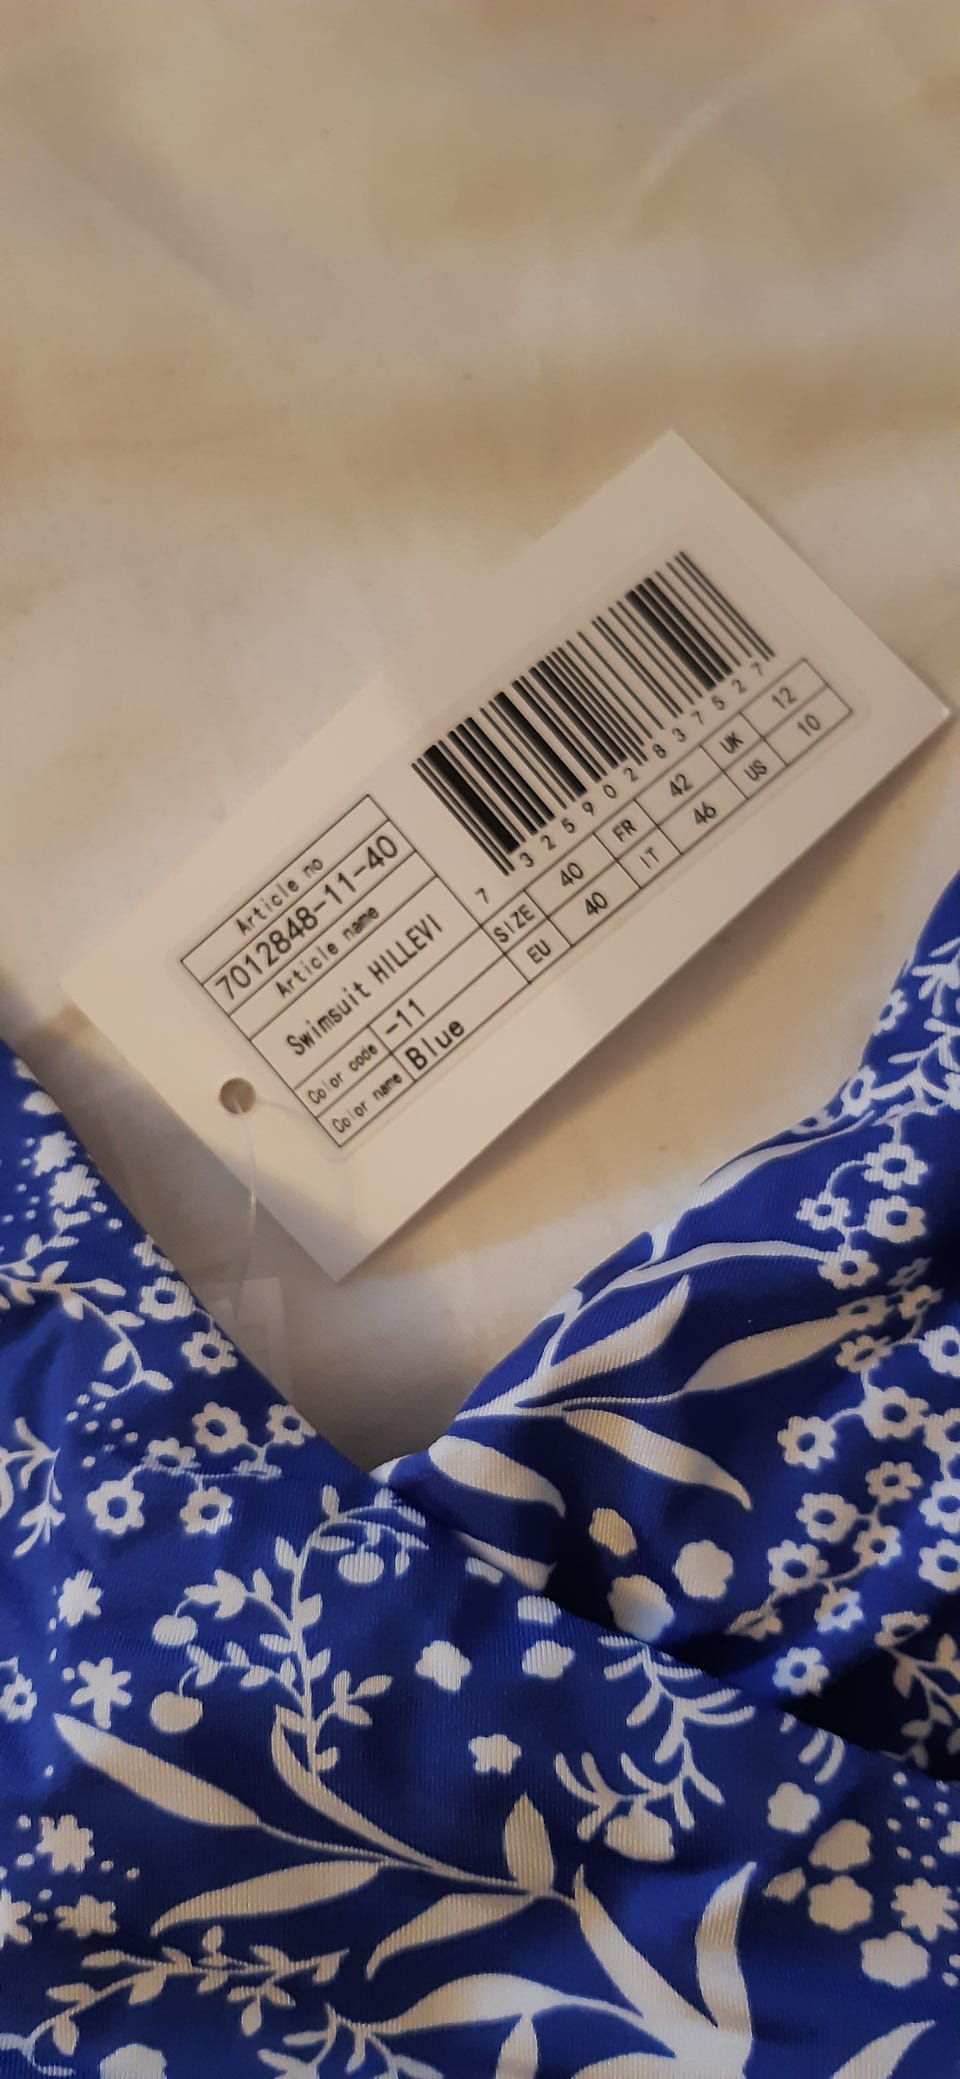 Article no
7012848-11-40
Article name
Swimsuit HILLEVI
Color code -11
Color name Blue
7 325902 837527
SIZE 40 FR 42 UK 12
EU 40 IT 46 US 10